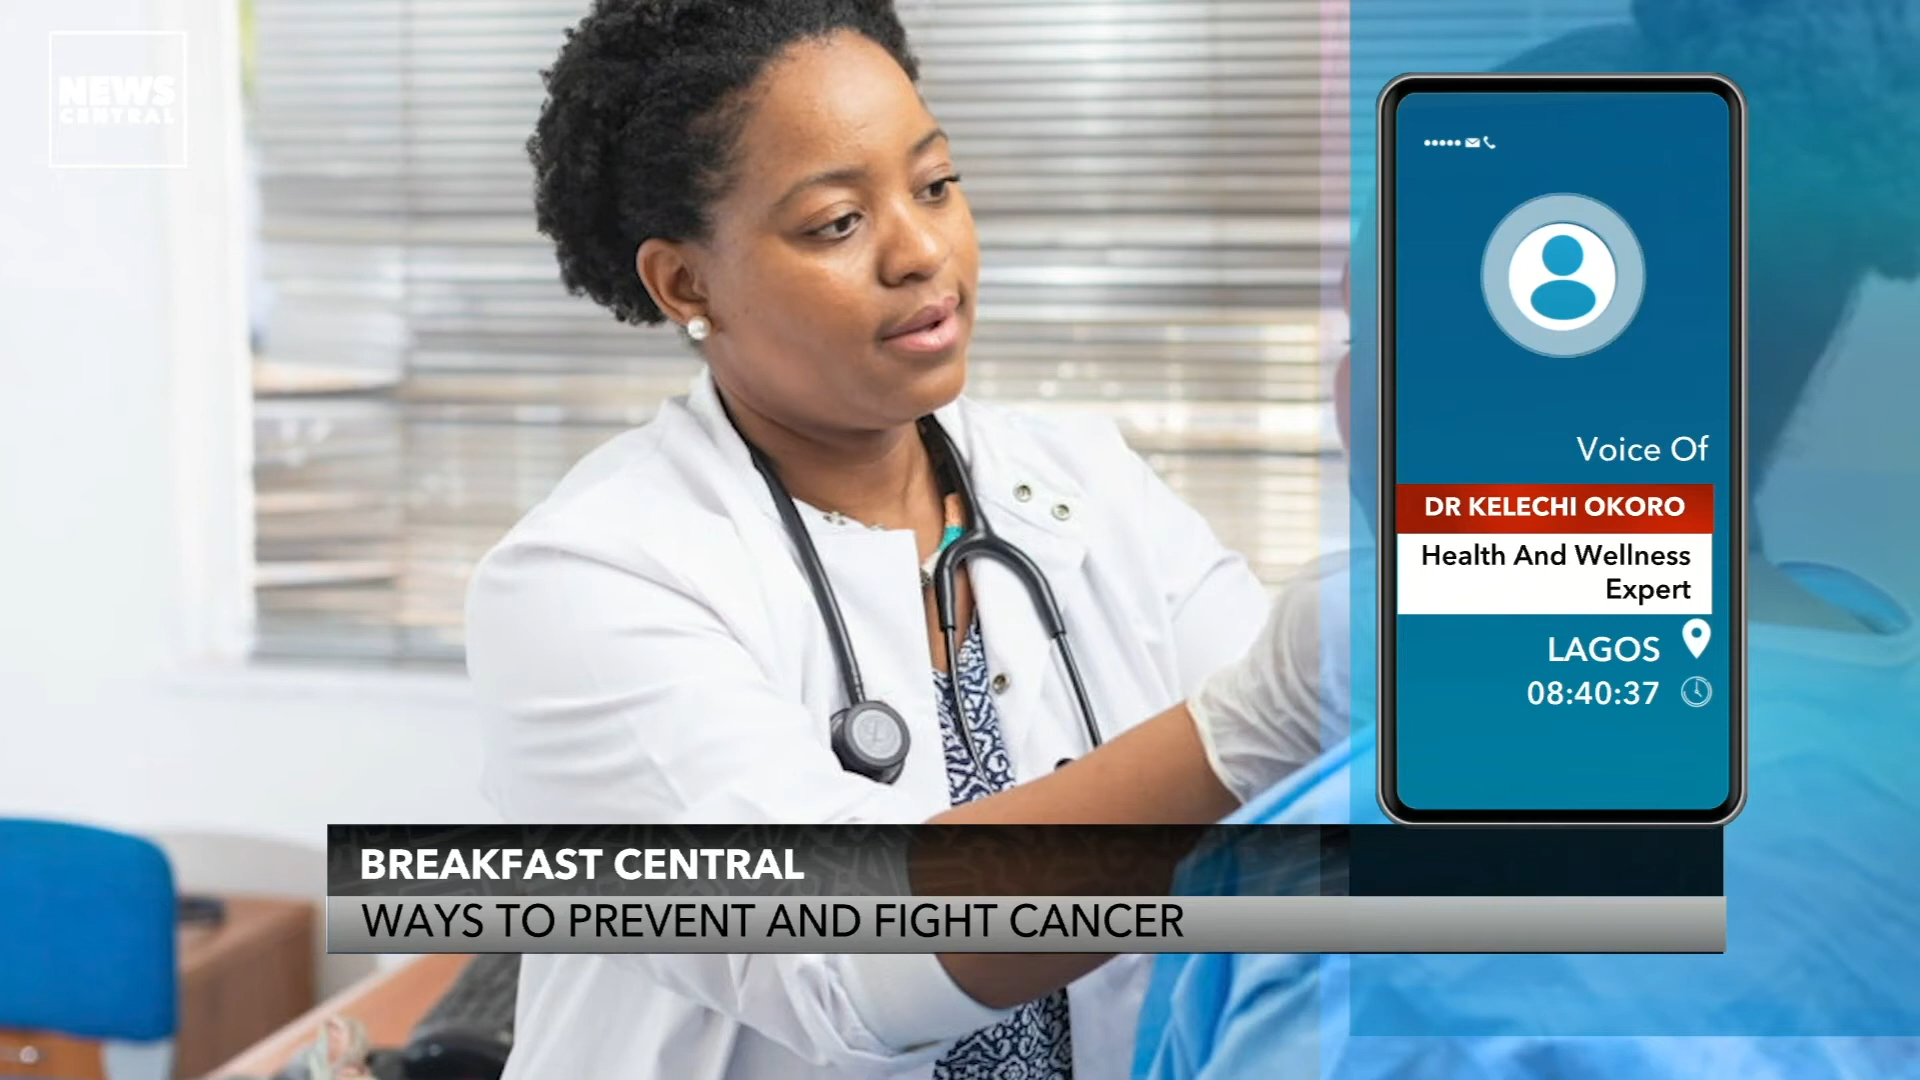 NEWS
CENTRAL
Voice Of
DR KELECHI OKORO
Health And Wellness
Expert
LAGOS
08:40:37
BREAKFAST CENTRAL
WAYS TO PREVENT AND FIGHT CANCER